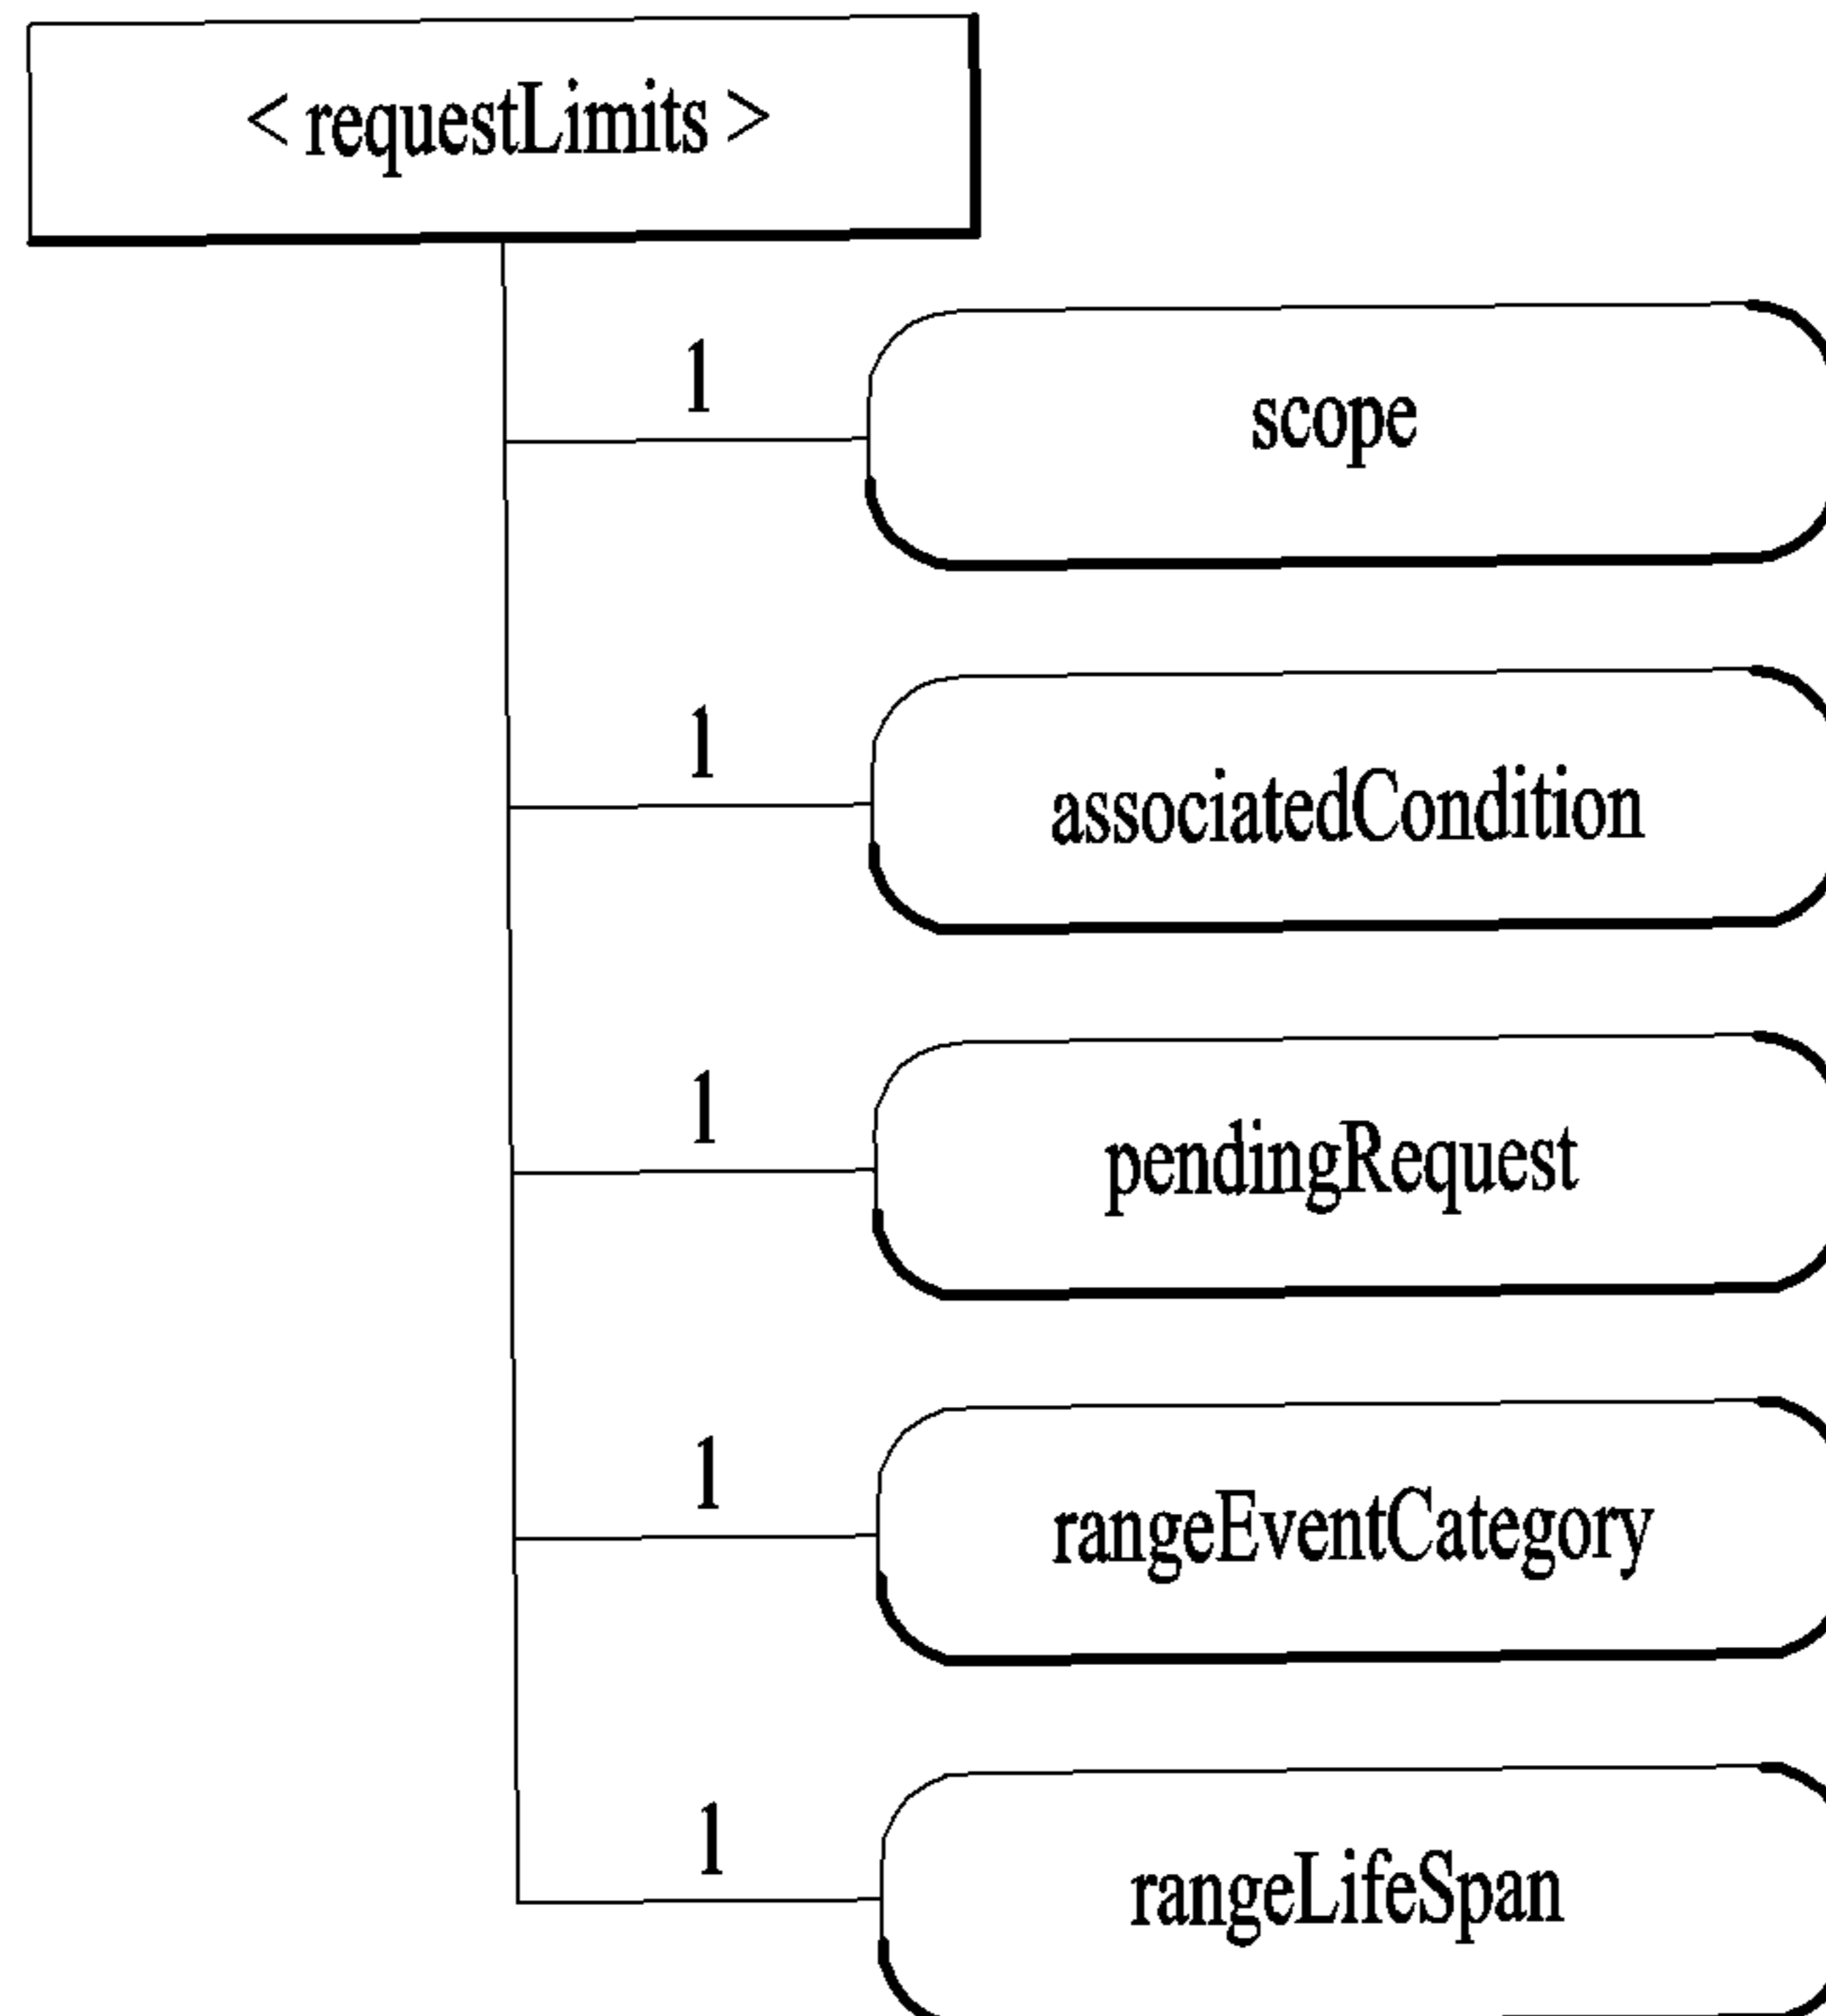 < requestLimits >
1
scope
1
associatedCondition
1
pendingRequest
1
rangeEventCategory
1
rangeLifeSpan